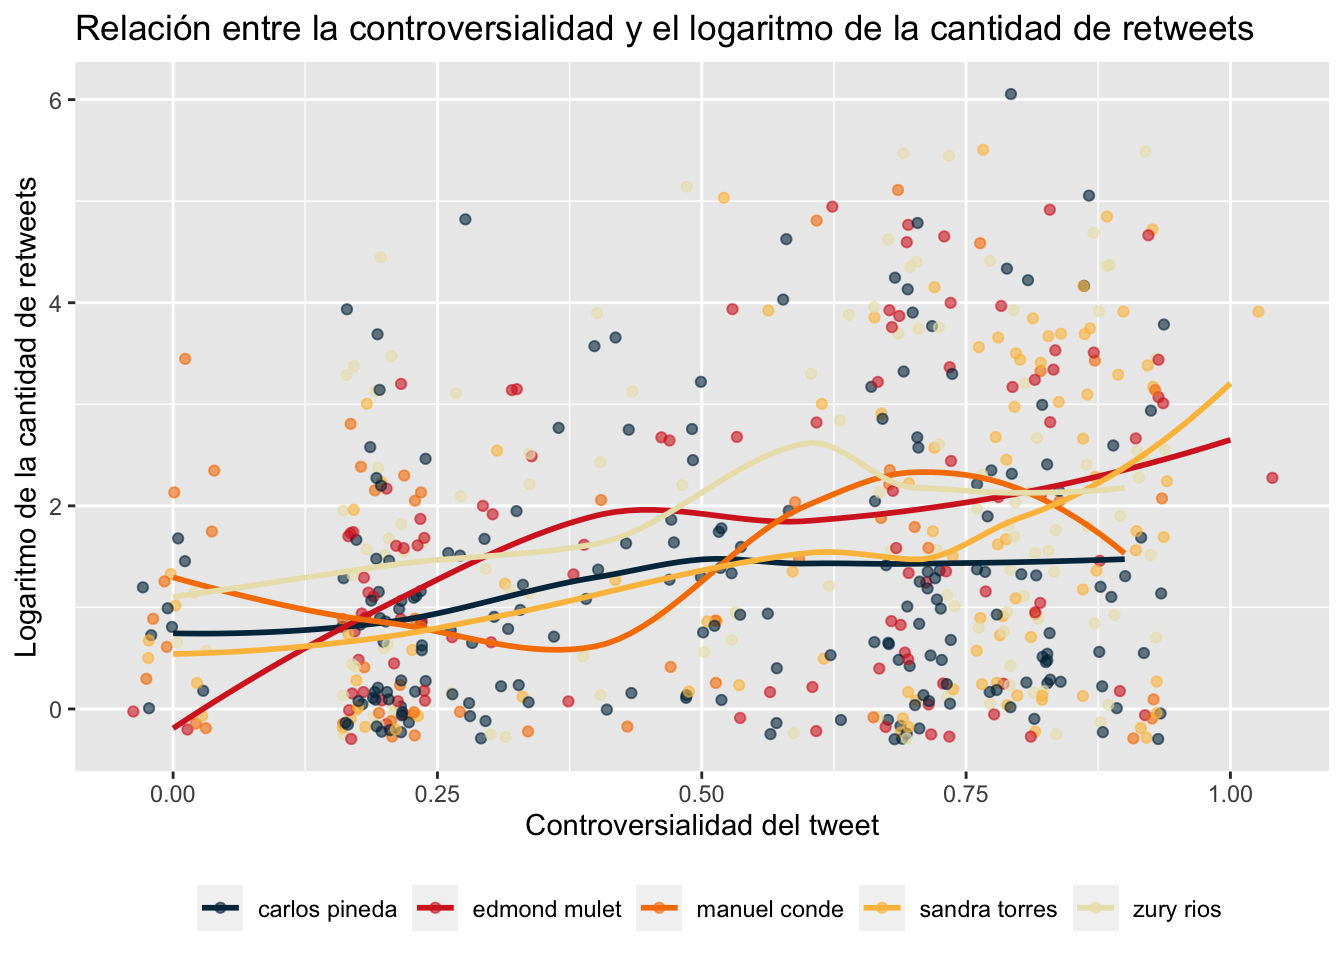 Relación entre la controversialidad y el logaritmo de la cantidad de retweets
Logaritmo de la cantidad de retweets
6
4
2
0
0.00 0.25 0.50 0.75 1.00
Controversialidad del tweet
carlos pineda edmond mulet manuel conde sandra torres zury rios